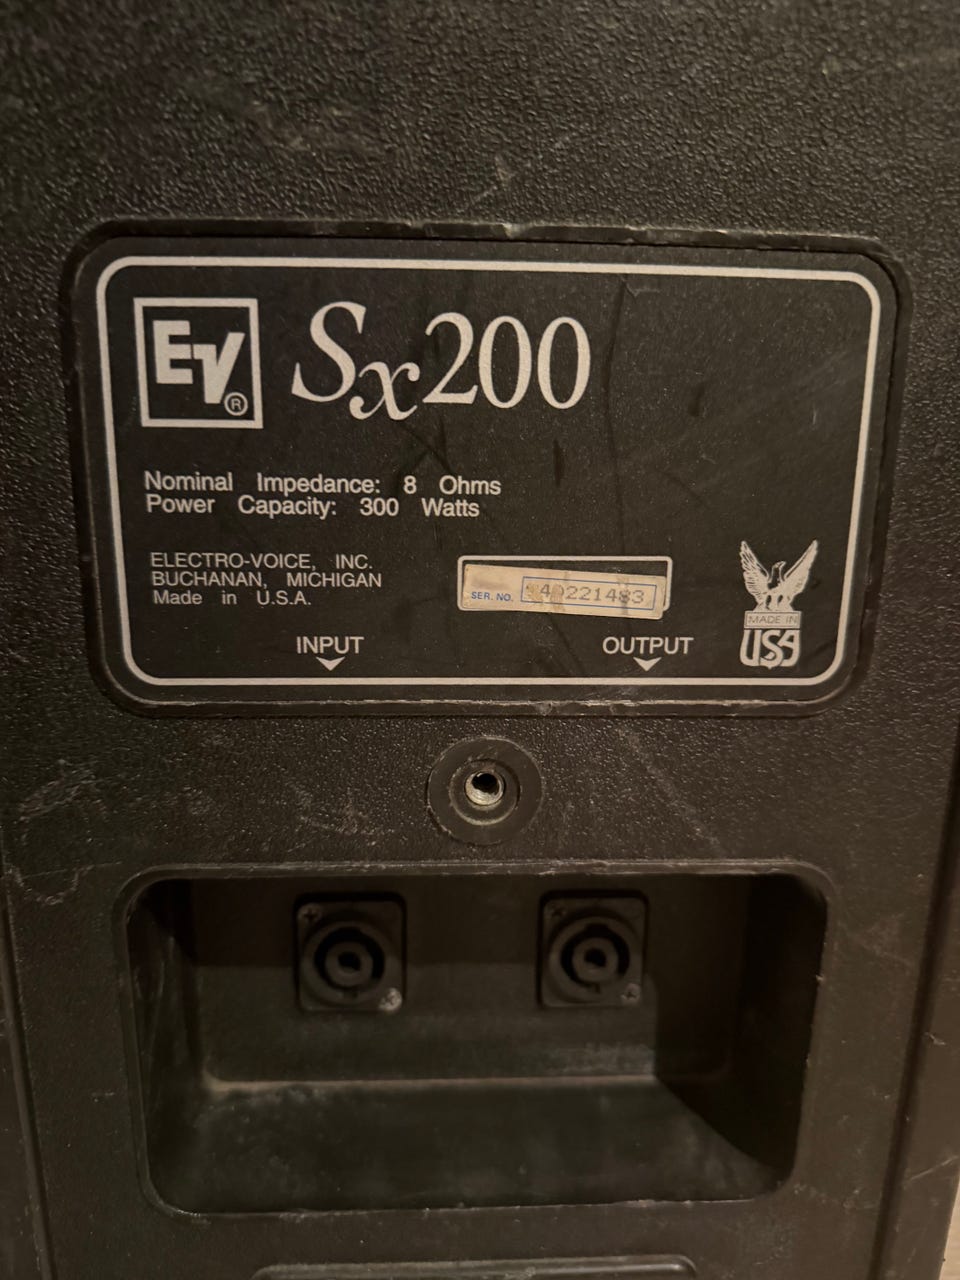 EV®
Sx200
Nominal Impedance: 8 Ohms
Power Capacity: 300 Watts
ELECTRO-VOICE, INC.
BUCHANAN, MICHIGAN
Made in U.S.A.
SER. NO.
INPUT
OUTPUT
MADE IN
USA